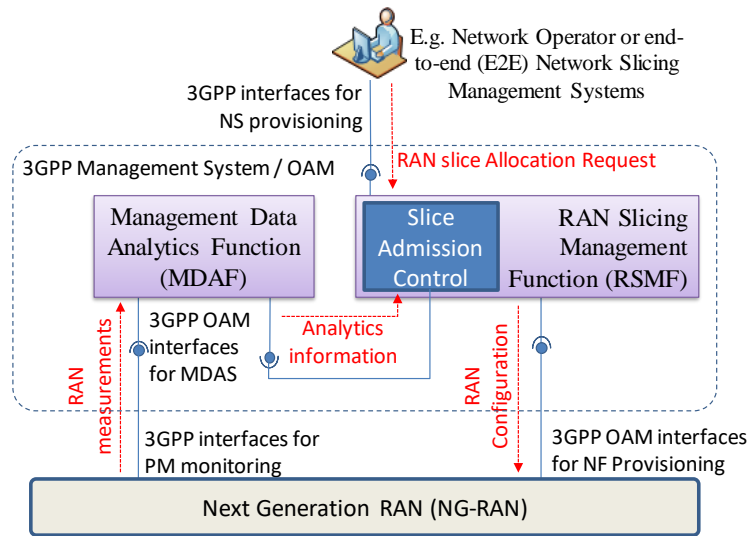 E.g. Network Operator or end-
to-end (E2E) Network Slicing
Management Systems
3GPP interfaces for
NS provisioning
RAN slice Allocation Request
3GPP Management System / OAM
Management Data
Analytics Function
(MDAF)
Slice
Admission
Control
RAN Slicing
Management
Function (RSMF)
3GPP OAM
interfaces
for MDAS
Analytics
information
RAN
measurements
RAN
Configuration
3GPP interfaces for
PM monitoring
3GPP OAM interfaces
for NF Provisioning
Next Generation RAN (NG-RAN)